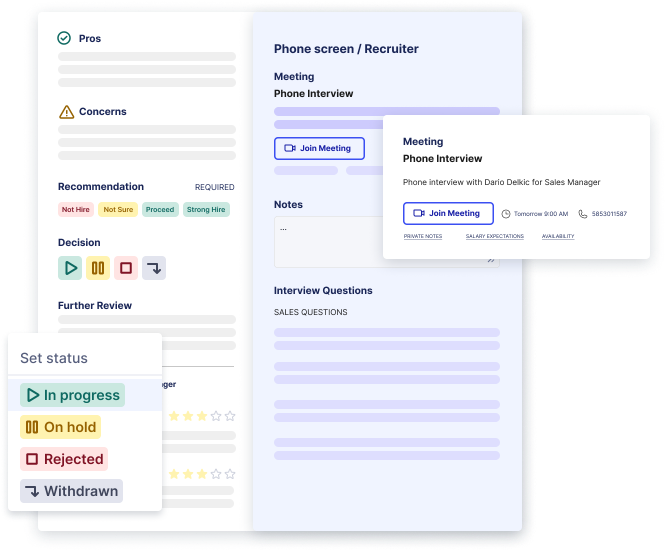 Pros
Concerns
Recommendation REQUIRED
Not Hire Not Sure Proceed Strong Hire
Decision
Further Review
Set status
In progress
On hold
Rejected
Withdrawn
Phone screen / Recruiter
Meeting
Phone Interview
Join Meeting
Notes
...
Interview Questions
SALES QUESTIONS
Meeting
Phone Interview
Phone interview with Dario Delkic for Sales Manager
Join Meeting Tomorrow 9:00 AM 5853011587
PRIVATE NOTES SALARY EXPECTATIONS AVAILABILITY